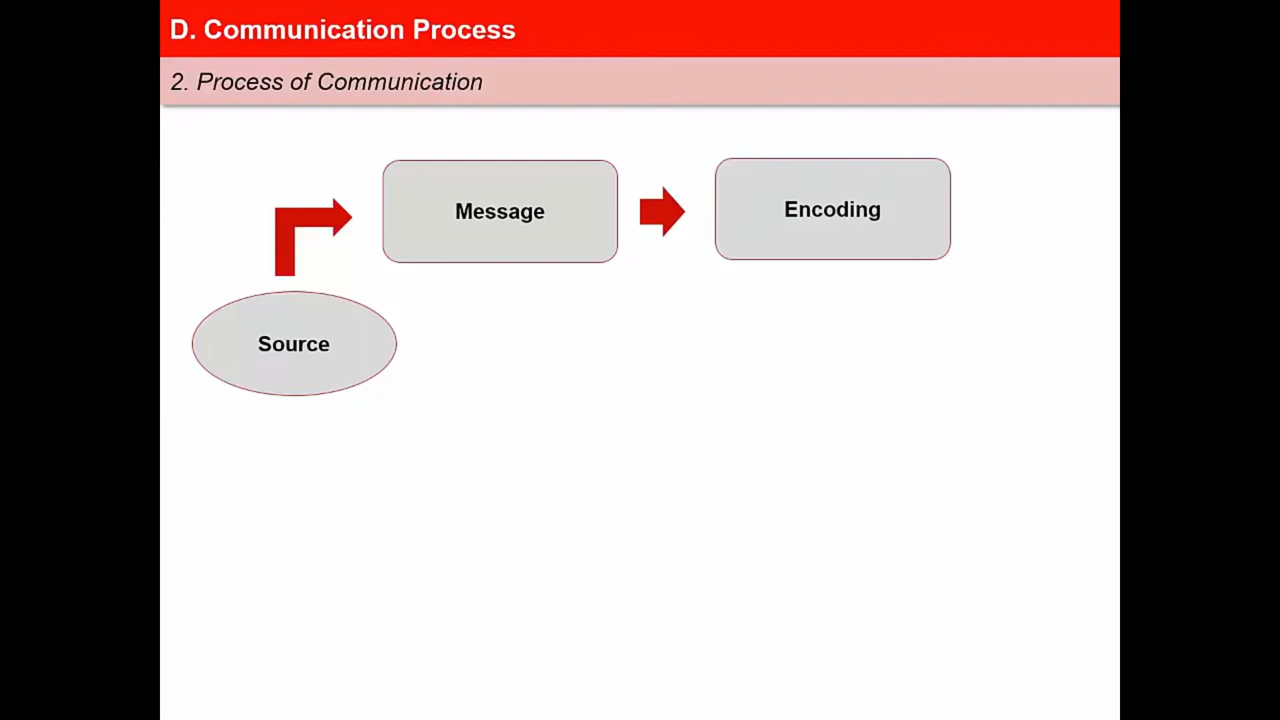 D. Communication Process
2. Process of Communication
Message
Encoding
Source